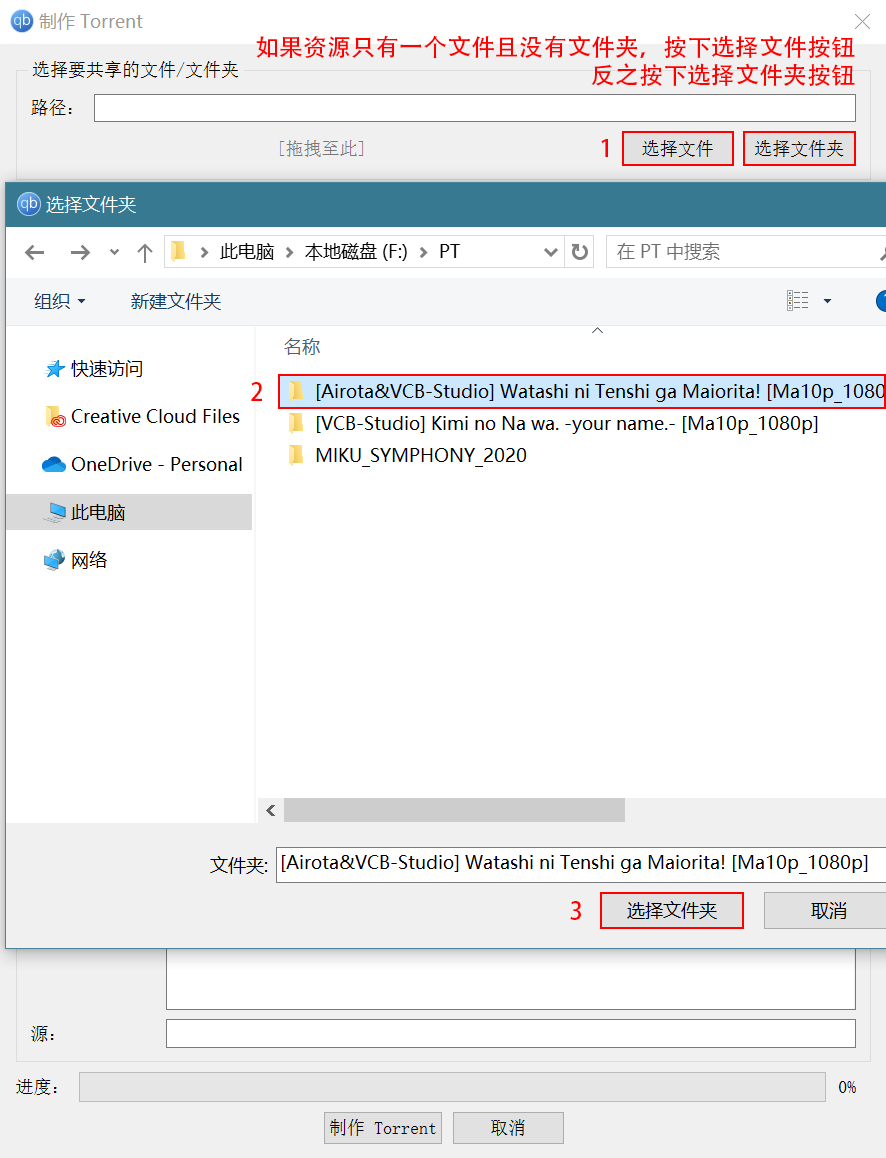 qb 制作 Torrent
如果资源只有一个文件且没有文件夹，按下选择文件按钮
反之按下选择文件夹按钮
选择要共享的文件/文件夹
路径：
[拖拽至此]
1
选择文件
选择文件夹
qb 选择文件夹
此电脑 > 本地磁盘 (F:) > PT
在 PT 中搜索
组织
新建文件夹
名称
快速访问
Creative Cloud Files
OneDrive - Personal
此电脑
网络
2
[Airota&VCB-Studio] Watashi ni Tenshi ga Maiorita! [Ma10p_1080
[VCB-Studio] Kimi no Na wa. -your name.- [Ma10p_1080p]
MIKU_SYMPHONY_2020
文件夹:
[Airota&VCB-Studio] Watashi ni Tenshi ga Maiorita! [Ma10p_1080p]
3
选择文件夹
取消
源：
进度：
0%
制作 Torrent
取消